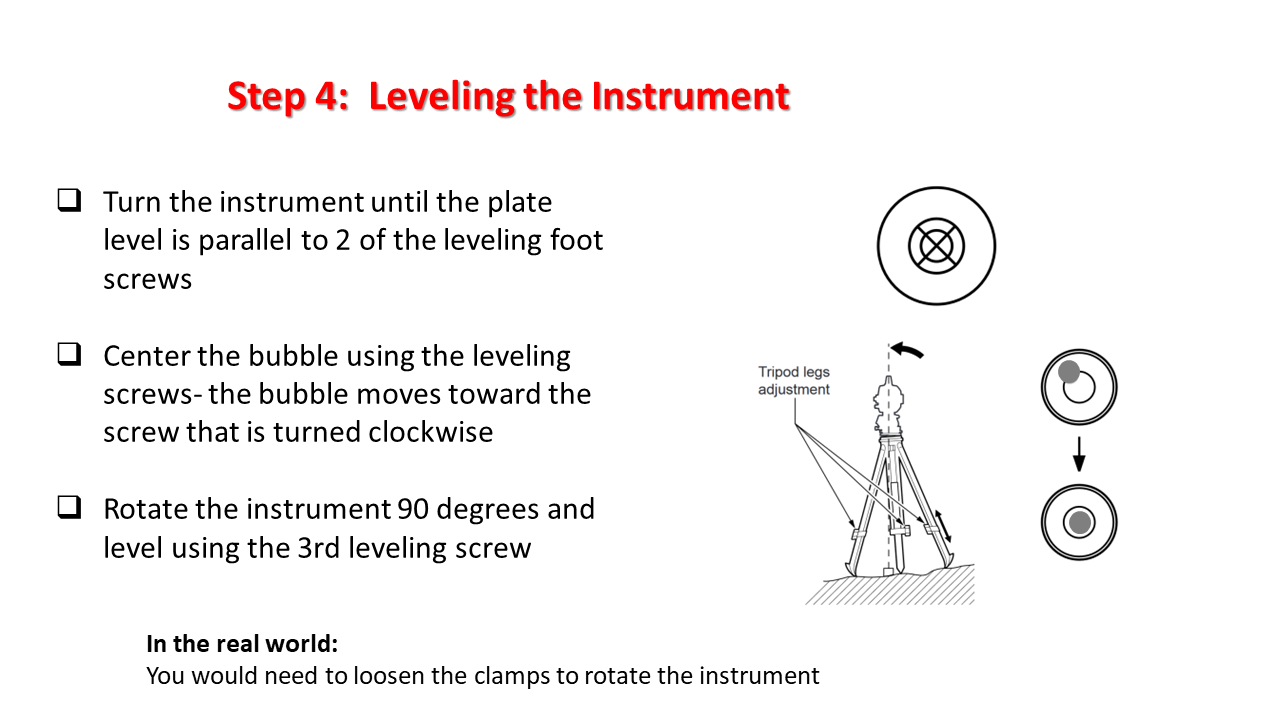 Step 4:  Leveling the Instrument
Turn the instrument until the plate
level is parallel to 2 of the leveling foot
screws
Center the bubble using the leveling
screws- the bubble moves toward the
screw that is turned clockwise
Rotate the instrument 90 degrees and
level using the 3rd leveling screw
Tripod legs
adjustment
In the real world:
You would need to loosen the clamps to rotate the instrument